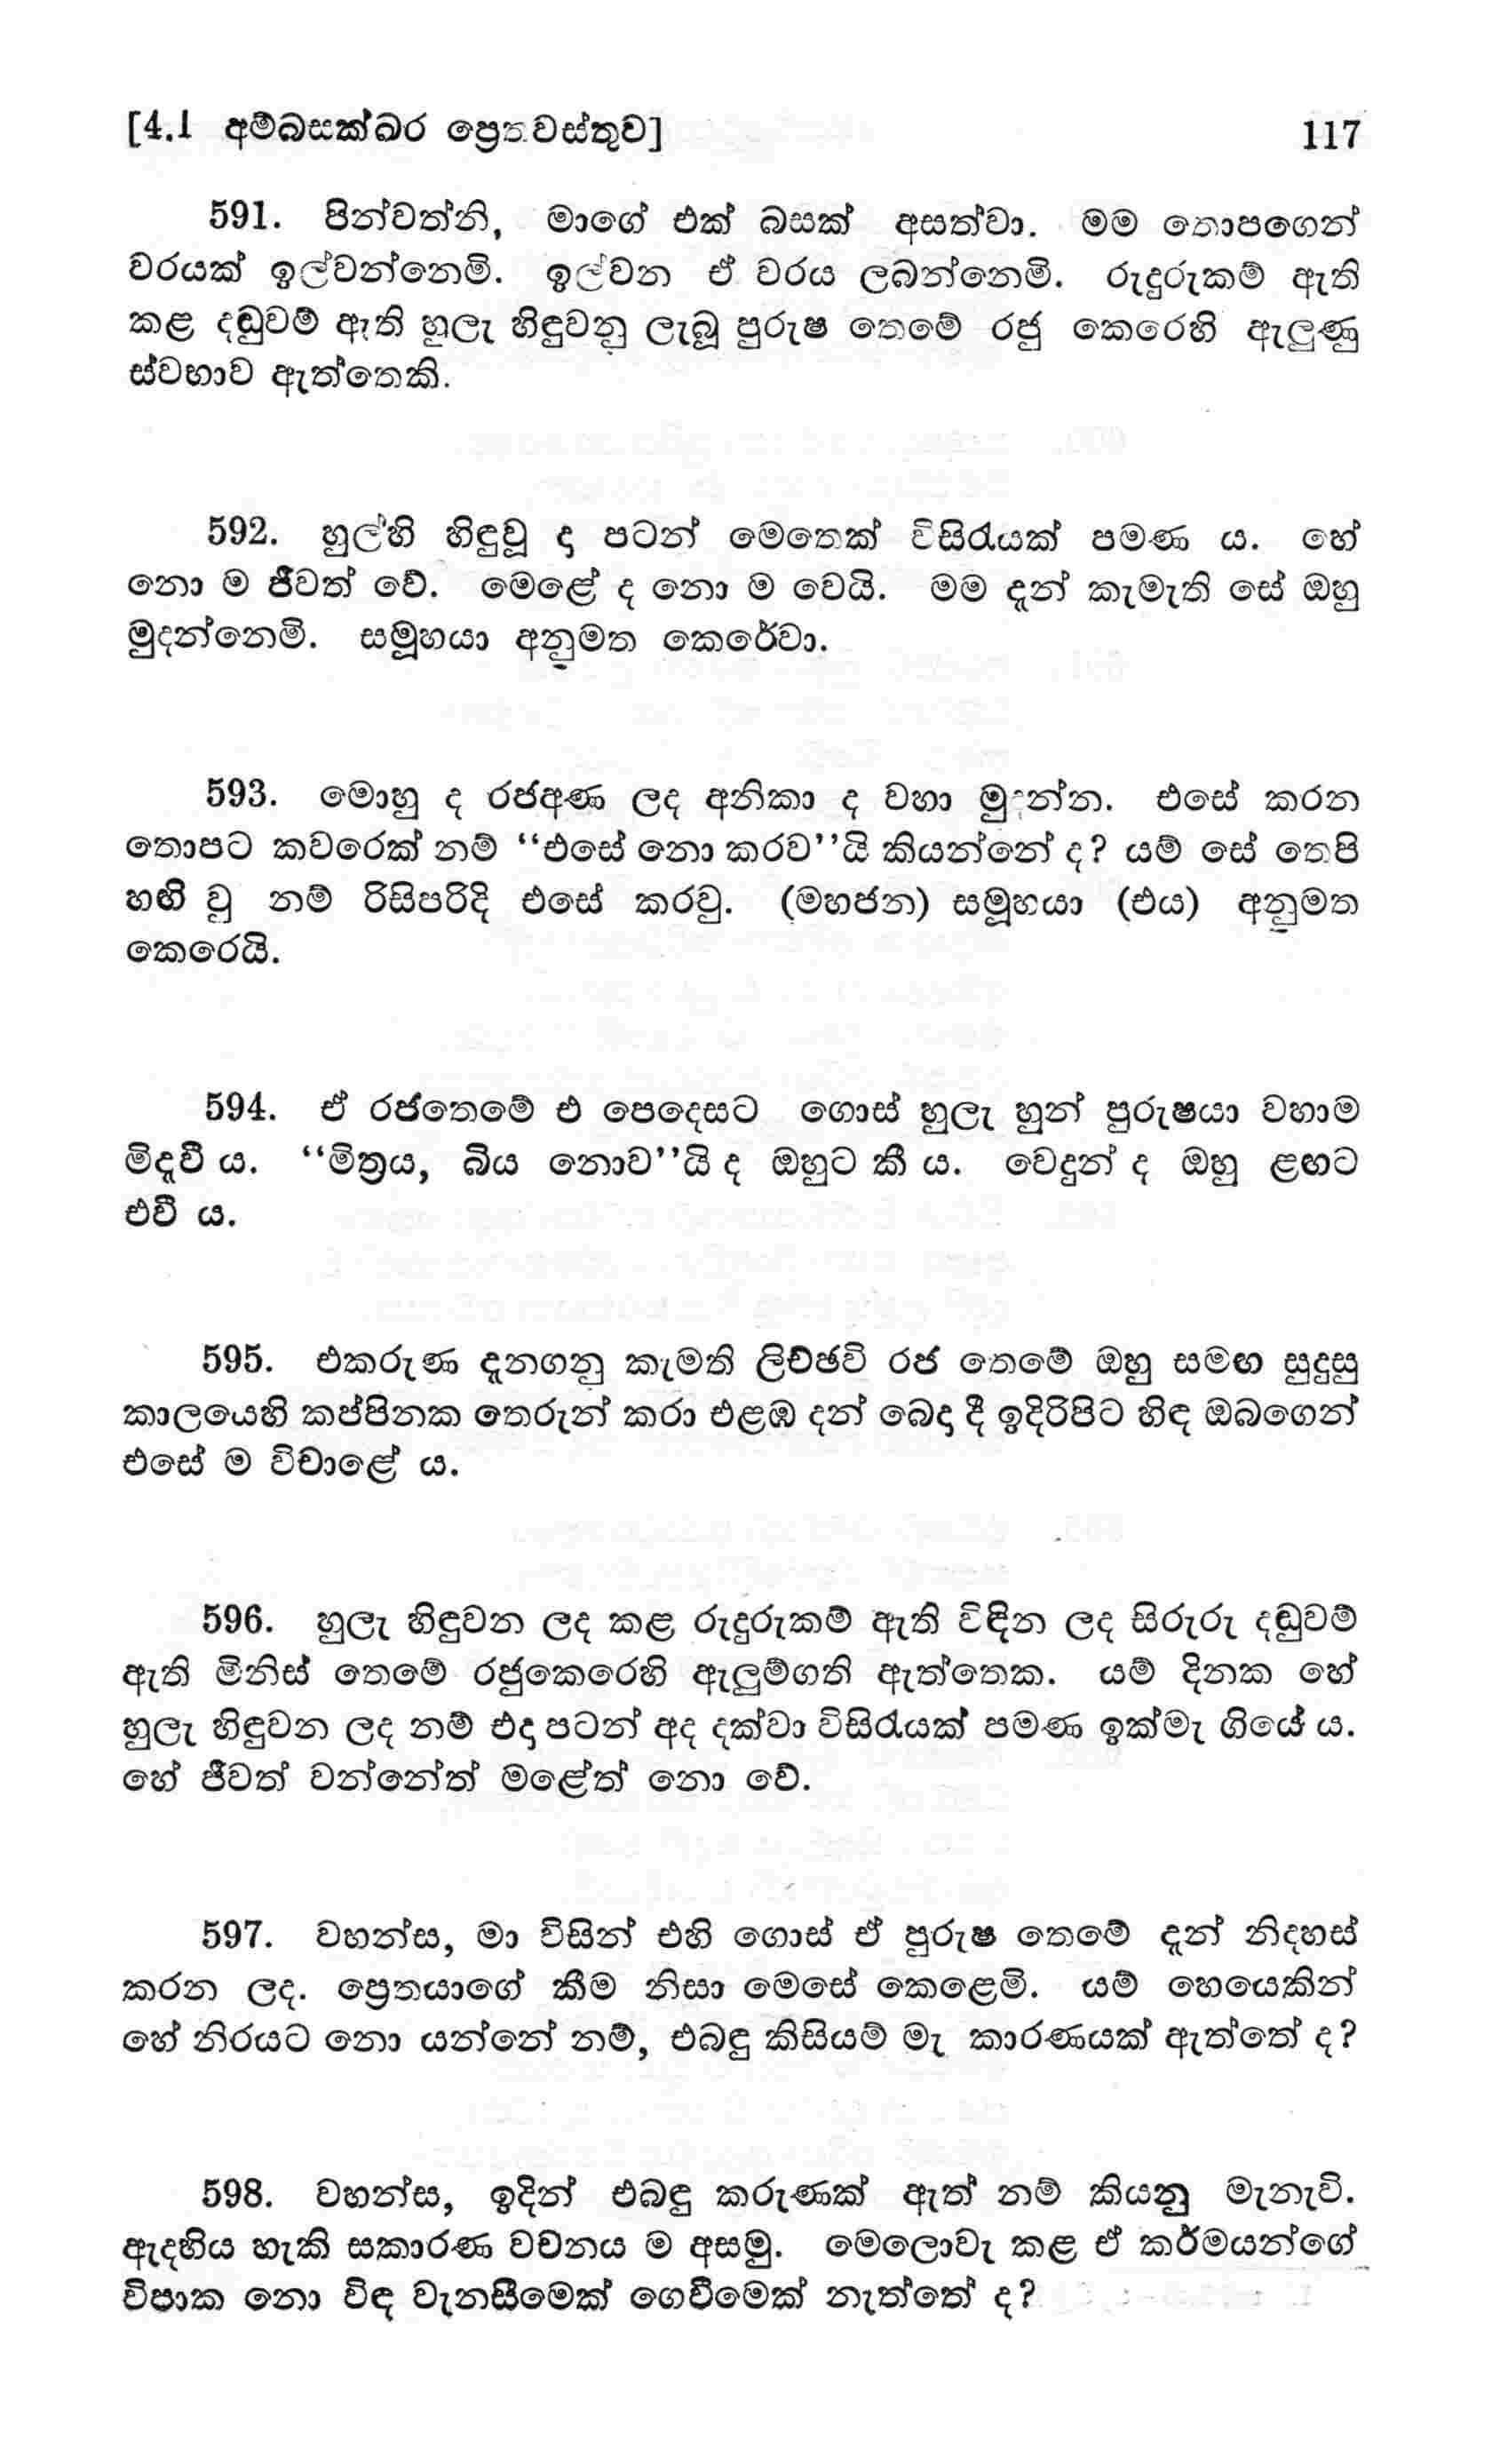 [4.1 අම්බසක්ඛර ප්‍රෙතවස්තුව] 117
591. පින්වත්නි, මාගේ එක් බසක් අසත්වා. මම තොපගෙන්
වරයක් ඉල්වන්නෙමි. ඉල්වන ඒ වරය ලබන්නෙමි. රුදුරුකම් ඇති
කළ දඬුවම් ඇති හුලැ හිඳුවනු ලැබූ පුරුෂ තෙමේ රජු කෙරෙහි ඇලුණු
ස්වභාව ඇත්තෙකි.
592. හුල්හි හිඳුවූ දා පටන් මෙතෙක් විසිරැයක් පමණ ය. හේ
නො ම ජීවත් වේ. මෙළේ ද නො ම වෙයි. මම දැන් කැමැති සේ ඔහු
මුදන්නෙමි. සමූහයා අනුමත කෙරේවා.
593. මොහු ද රජඅණ ලද අනිකා ද වහා මුදන්න. එසේ කරන
තොපට කවරෙක් නම් “එසේ නො කරව”යි කියන්නේ ද? යම් සේ තෙපි
හඟි වු නම් රිසිපරිදි එසේ කරවු. (මහජන) සමූහයා (එය) අනුමත
කෙරෙයි.
594. ඒ රජතෙමේ එ පෙදෙසට ගොස් හුලැ හුන් පුරුෂයා වහාම
මිදැවී ය. “මිත්‍රය, බිය නොව”යි ද ඔහුට කී ය. වෙදුන් ද ඔහු ළඟට
එවී ය.
595. එකරුණ දැනගනු කැමති ලිච්ඡවි රජ තෙමේ ඔහු සමඟ සුදුසු
කාලයෙහි කප්පිනක තෙරුන් කරා එළඹ දන් බෙදා දී ඉදිරිපිට හිඳ ඔබගෙන්
එසේ ම විචාළේ ය.
596. හුලැ හිඳුවන ලද කළ රුදුරුකම් ඇති විඳින ලද සිරුරු දඬුවම්
ඇති මිනිස් තෙමේ රජුකෙරෙහි ඇලුම්ගති ඇත්තෙක. යම් දිනක හේ
හුලැ හිඳුවන ලද නම් එදා පටන් අද දක්වා විසිරැයක් පමණ ඉක්මැ ගියේ ය.
හේ ජීවත් වන්නේත් මළේත් නො වේ.
597. වහන්ස, මා විසින් එහි ගොස් ඒ පුරුෂ තෙමේ දැන් නිදහස්
කරන ලද. ප්‍රෙතයාගේ කීම නිසා මෙසේ කෙළෙමි. යම් හෙයෙකින්
හේ නිරයට නො යන්නේ නම්, එබඳු කිසියම් මැ කාරණයක් ඇත්තේ ද?
598. වහන්ස, ඉදින් එබඳු කරුණක් ඇත් නම් කියනු මැනැවි.
ඇදහිය හැකි සකාරණ වචනය ම අසමු. මෙලොවැ කළ ඒ කර්මයන්ගේ
විපාක නො විඳ වැනසීමෙක් ගෙවීමෙක් නැත්තේ ද?